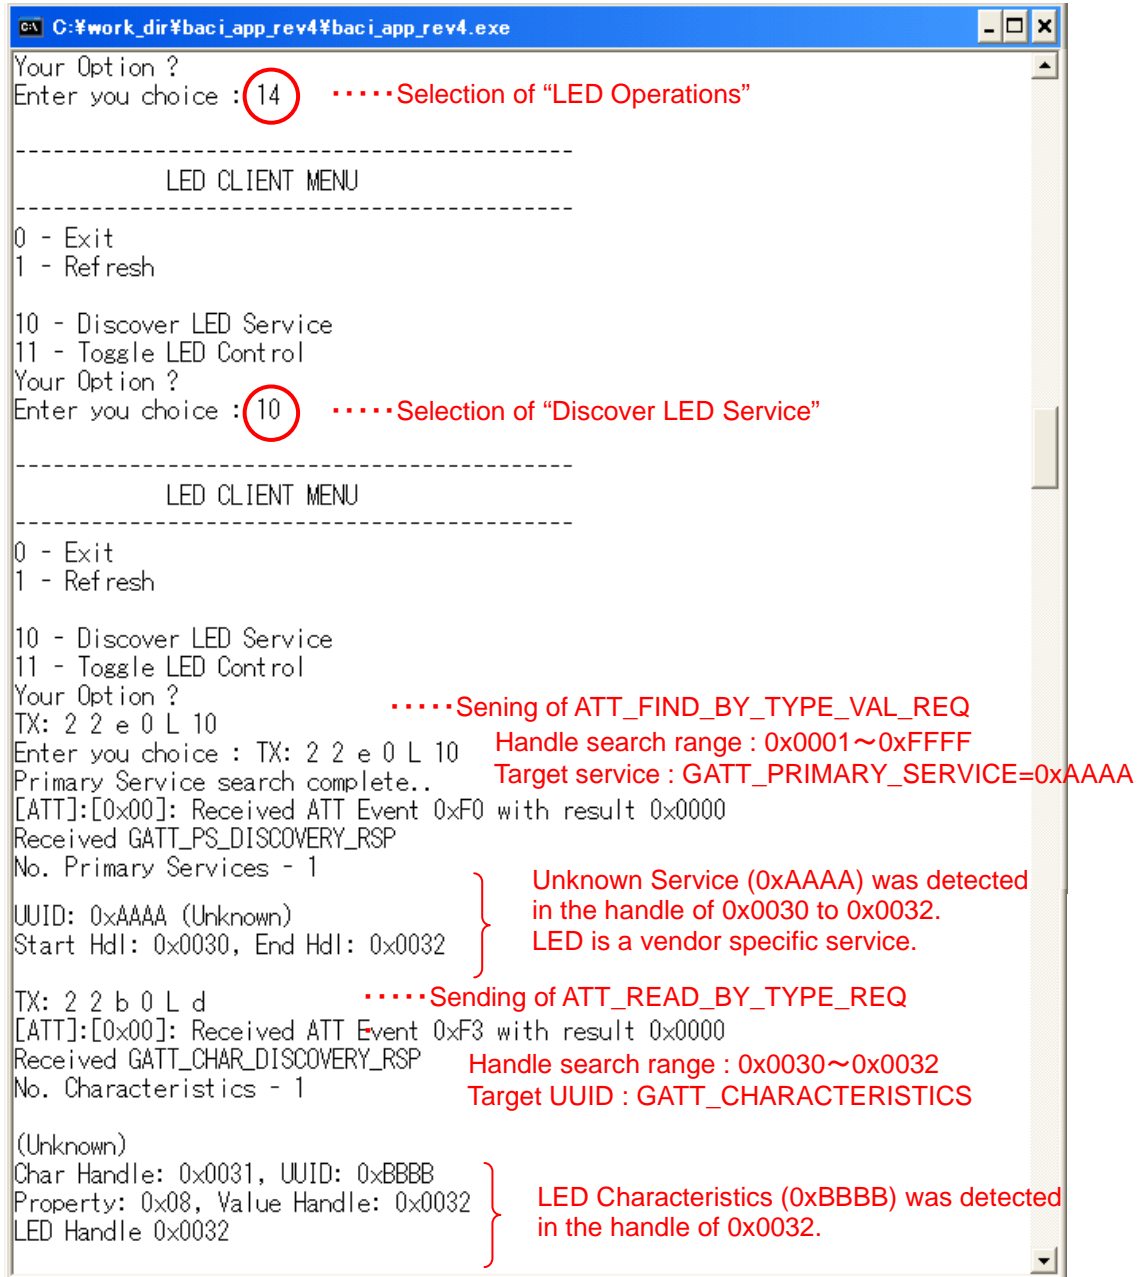 C:¥work_dir¥baci_app_rev4¥baci_app_rev4.exe
Your Option ?
Enter you choice : 14 ･････Selection of “LED Operations”
--------------------------------------------
LED CLIENT MENU
--------------------------------------------
0 - Exit
1 - Refresh
10 - Discover LED Service
11 - Toggle LED Control
Your Option ?
Enter you choice : 10 ･････Selection of “Discover LED Service”
--------------------------------------------
LED CLIENT MENU
--------------------------------------------
0 - Exit
1 - Refresh
10 - Discover LED Service
11 - Toggle LED Control
Your Option ?
･････Sening of ATT_FIND_BY_TYPE_VAL_REQ
TX: 2 2 e 0 L 10
Handle search range : 0x0001～0xFFFF
Enter you choice : TX: 2 2 e 0 L 10
Target service : GATT_PRIMARY_SERVICE=0xAAAA
Primary Service search complete..
[ATT]:[0x00]: Received ATT Event 0xF0 with result 0x0000
Received GATT_PS_DISCOVERY_RSP
No. Primary Services - 1
Unknown Service (0xAAAA) was detected
in the handle of 0x0030 to 0x0032.
LED is a vendor specific service.
UUID: 0xAAAA (Unknown)
Start Hdl: 0x0030, End Hdl: 0x0032
TX: 2 2 b 0 L d ･････Sending of ATT_READ_BY_TYPE_REQ
[ATT]:[0x00]: Received ATT Event 0xF3 with result 0x0000
Received GATT_CHAR_DISCOVERY_RSP
Handle search range : 0x0030～0x0032
No. Characteristics - 1
Target UUID : GATT_CHARACTERISTICS
(Unknown)
Char Handle: 0x0031, UUID: 0xBBBB
Property: 0x08, Value Handle: 0x0032
LED Handle 0x0032
LED Characteristics (0xBBBB) was detected
in the handle of 0x0032.